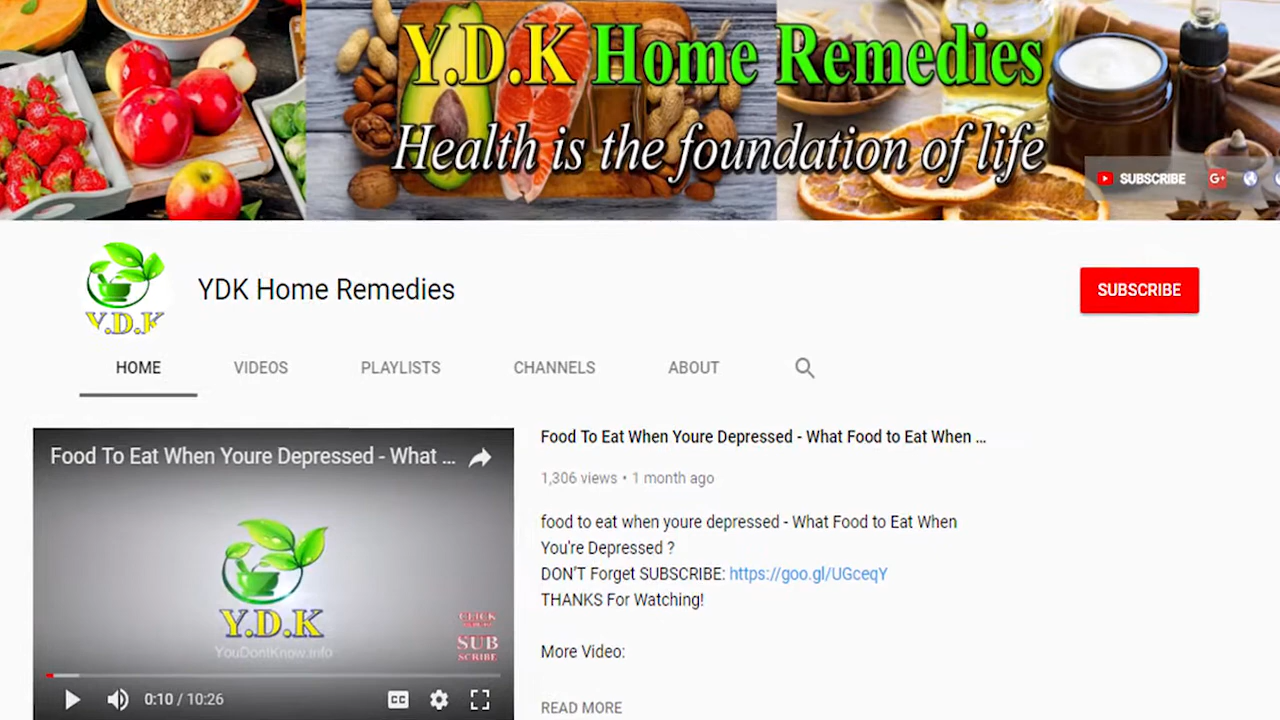 Y.D.K Home Remedies
Health is the foundation of life
SUBSCRIBE
G+
Y.D.K
YDK Home Remedies
SUBSCRIBE
HOME VIDEOS PLAYLISTS CHANNELS ABOUT
Food To Eat When Youre Depressed - What ...
Y.D.K
YouDontKnow.info
CLICK
SUB
SCRIBE
0:10 / 10:26
CC
Food To Eat When Youre Depressed - What Food to Eat When ...
1,306 views • 1 month ago
food to eat when youre depressed - What Food to Eat When
You're Depressed ?
DON'T Forget SUBSCRIBE: https://goo.gl/UGceqY
THANKS For Watching!
More Video:
READ MORE